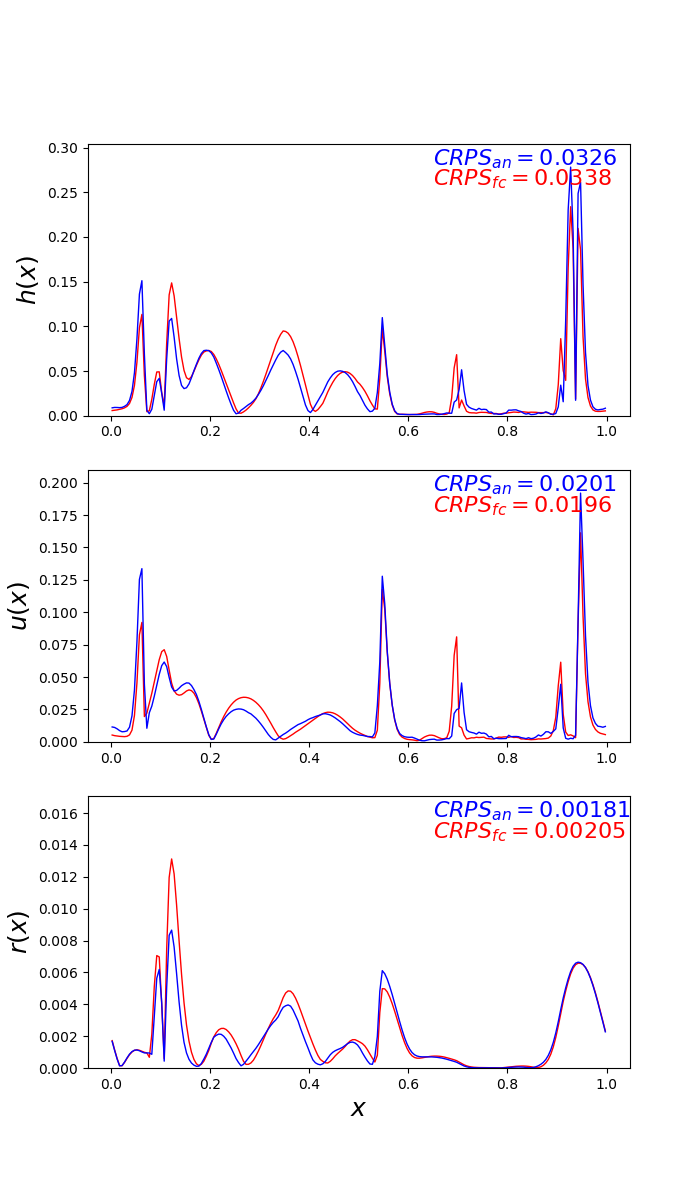 0.30
0.25
0.20
0.15
0.10
0.05
0.00
h(x)
CRPS_an = 0.0326
CRPS_fc = 0.0338
0.0 0.2 0.4 0.6 0.8 1.0
0.200
0.175
0.150
0.125
0.100
0.075
0.050
0.025
0.000
u(x)
CRPS_an = 0.0201
CRPS_fc = 0.0196
0.0 0.2 0.4 0.6 0.8 1.0
0.016
0.014
0.012
0.010
0.008
0.006
0.004
0.002
0.000
r(x)
CRPS_an = 0.00181
CRPS_fc = 0.00205
0.0 0.2 0.4 0.6 0.8 1.0
x